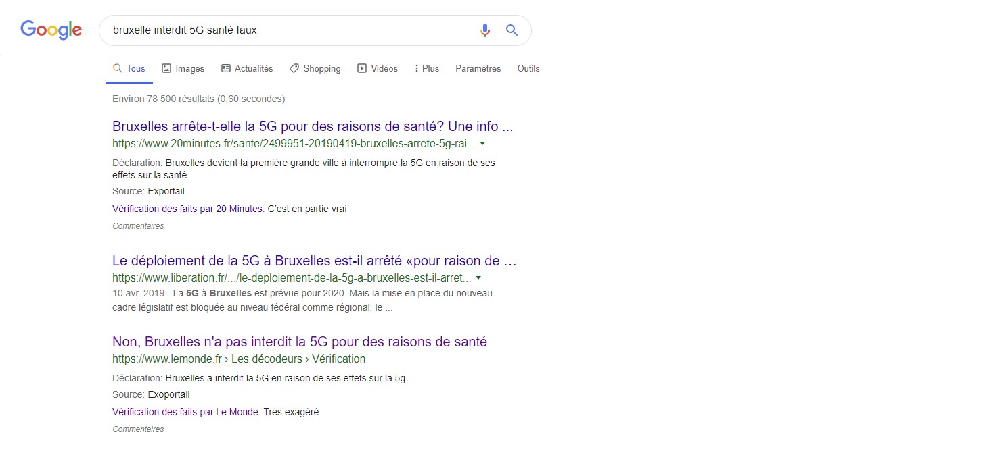 Google
bruxelle interdit 5G santé faux
Tous Images Actualités Shopping Vidéos Plus Paramètres Outils
Environ 78 500 résultats (0,60 secondes)
Bruxelles arrête-t-elle la 5G pour des raisons de santé? Une info ...
https://www.20minutes.fr/sante/2499951-20190419-bruxelles-arrete-5g-rai...
Déclaration: Bruxelles devient la première grande ville à interrompre la 5G en raison de ses
effets sur la santé
Source: Exportail
Vérification des faits par 20 Minutes: C'est en partie vrai
Commentaires
Le déploiement de la 5G à Bruxelles est-il arrêté «pour raison de …
https://www.liberation.fr/.../le-deploiement-de-la-5g-a-bruxelles-est-il-arret...
10 avr. 2019 - La 5G à Bruxelles est prévue pour 2020. Mais la mise en place du nouveau
cadre législatif est bloquée au niveau fédéral comme régional: le ...
Non, Bruxelles n'a pas interdit la 5G pour des raisons de santé
https://www.lemonde.fr › Les décodeurs › Vérification
Déclaration: Bruxelles a interdit la 5G en raison de ses effets sur la 5g
Source: Exoportail
Vérification des faits par Le Monde: Très exagéré
Commentaires